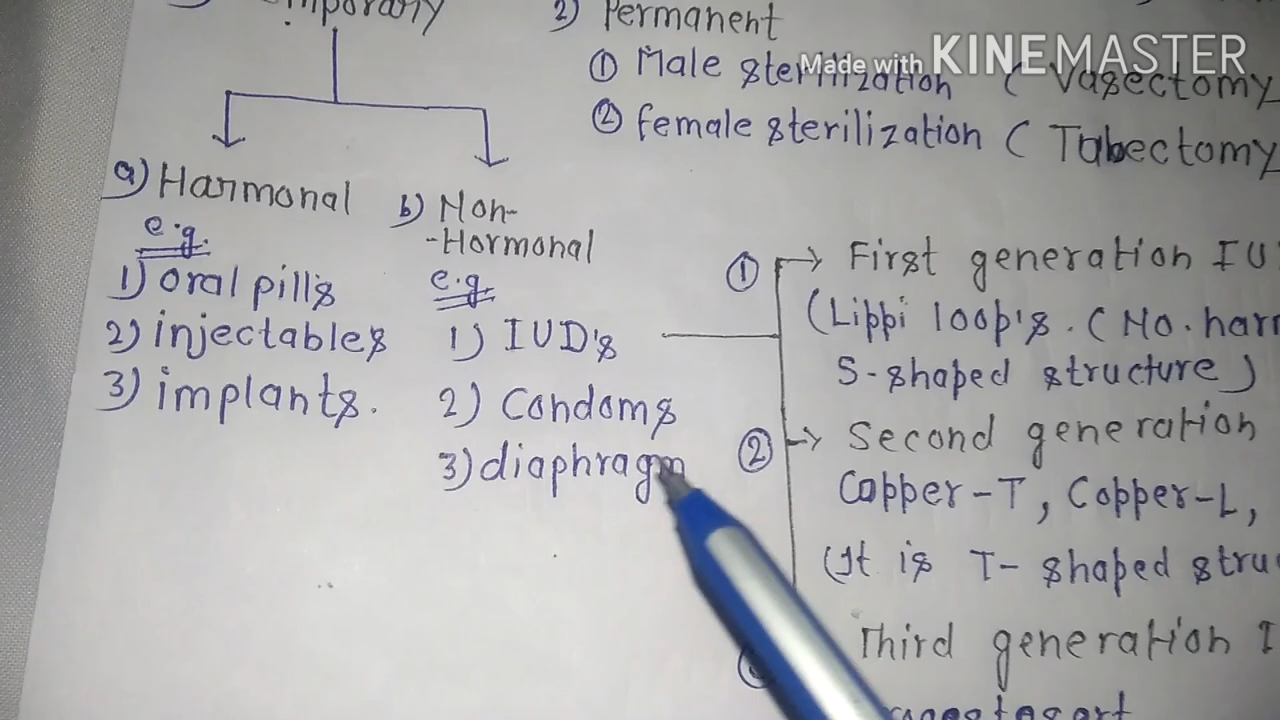 2) Permanent
① Male sterilization ( Vasectomy
② female sterilization ( Tubectomy
Made with KINEMASTER
a) Harmonal
e.g.
1) oral pills
2) injectables
3) implants.
b) Non-
-Hormonal
e.g.
1) IUD's
2) Condoms
3) diaphragm
① → First generation IU
(Lippi loop's. ( No. harm
S-shaped structure)
② → Second generation
Copper-T, Copper-L,
(It is T- shaped stru
Third generation I